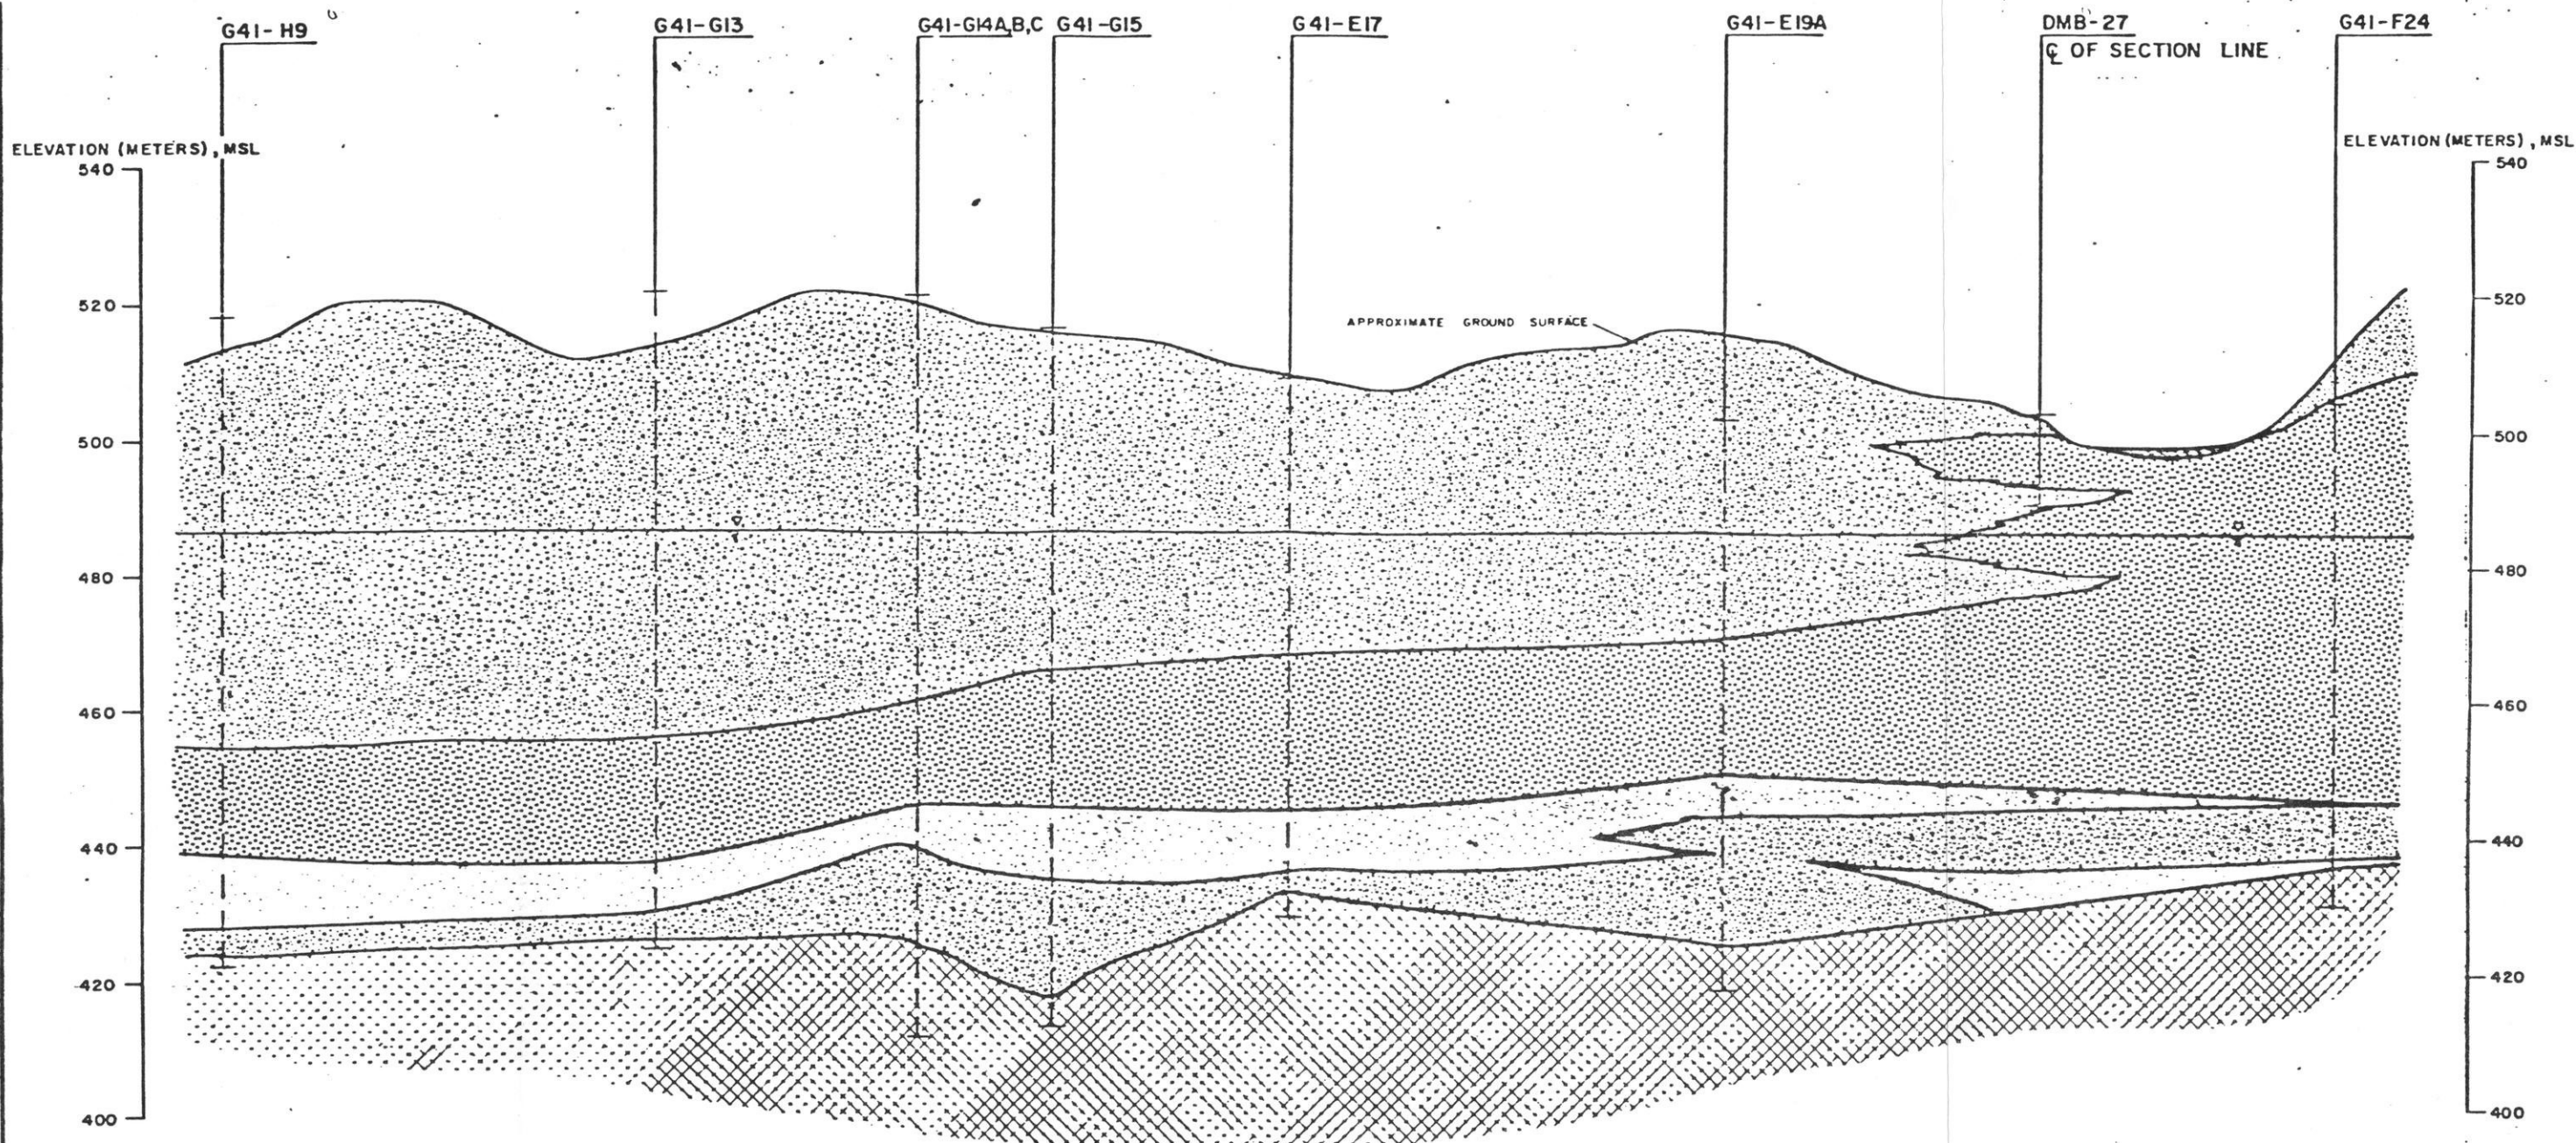 G41-H9
G41-G13
G41-G14A,B,C
G41-G15
G41-E17
G41-E19A
DMB-27
℄ OF SECTION LINE
G41-F24
ELEVATION (METERS), MSL
ELEVATION (METERS), MSL
540
520
500
480
460
440
420
400
APPROXIMATE GROUND SURFACE
540
520
500
480
460
440
420
400